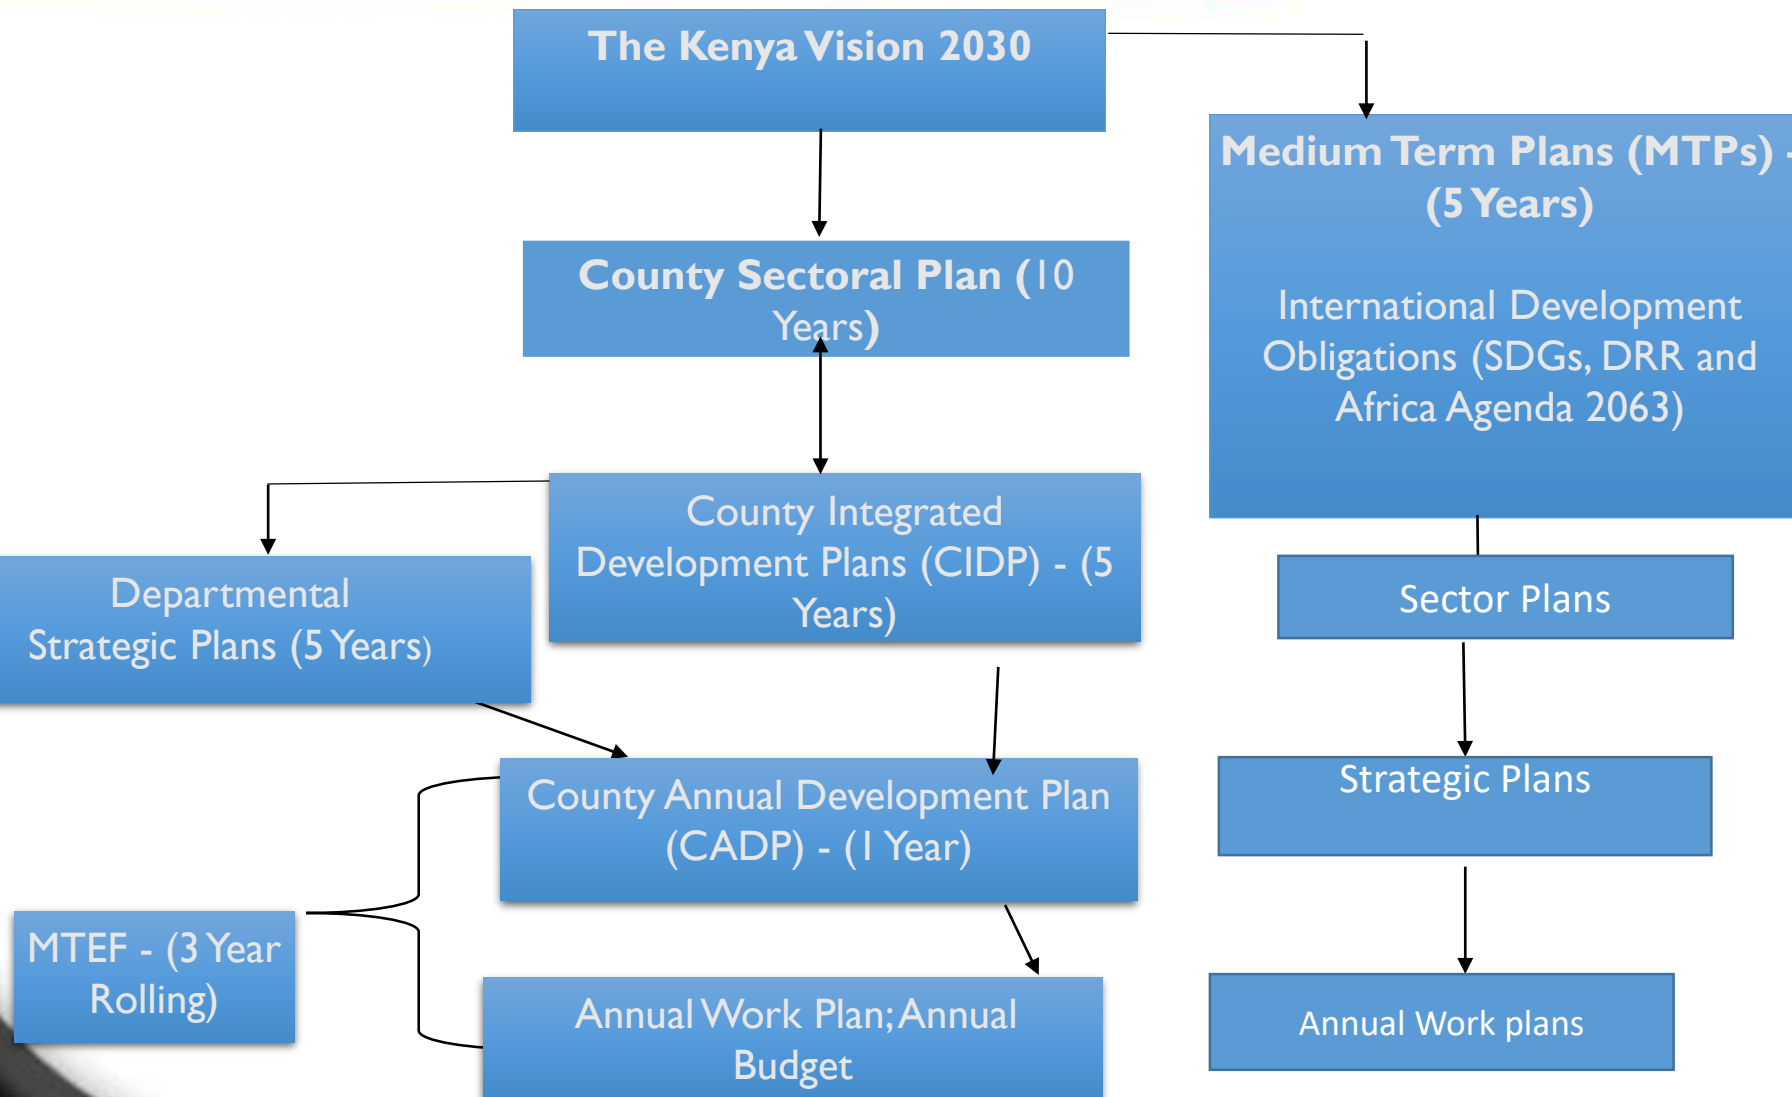 The Kenya Vision 2030
Medium Term Plans (MTPs) -
(5 Years)
International Development
Obligations (SDGs, DRR and
Africa Agenda 2063)
County Sectoral Plan (10
Years)
County Integrated
Development Plans (CIDP) - (5
Years)
Departmental
Strategic Plans (5 Years)
Sector Plans
County Annual Development Plan
(CADP) - (1 Year)
Strategic Plans
MTEF - (3 Year
Rolling)
Annual Work Plan; Annual
Budget
Annual Work plans